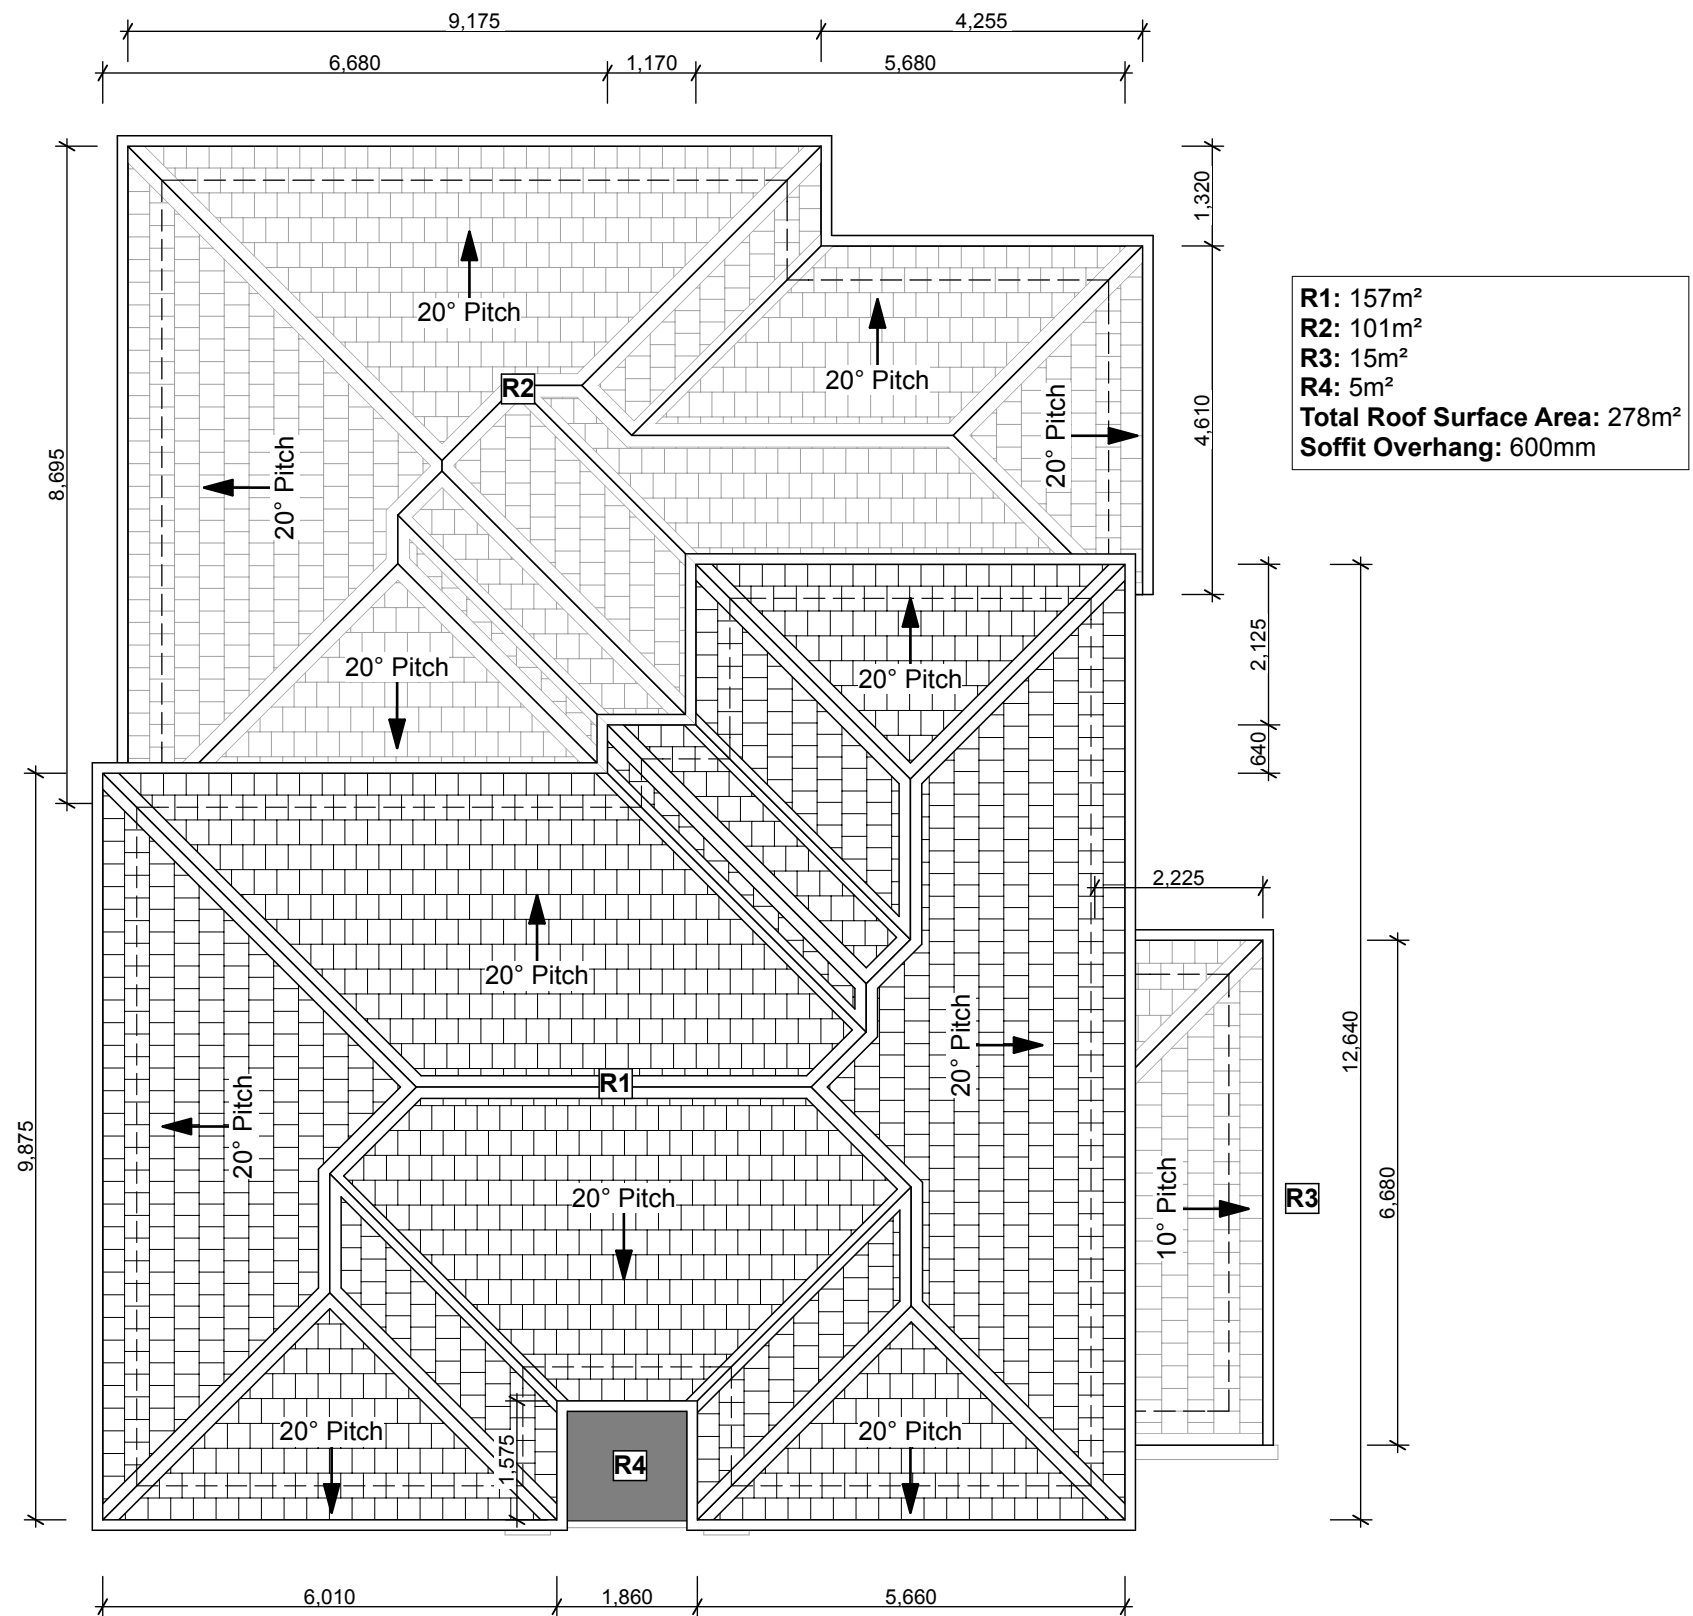 9,175
4,255
6,680
1,170
5,680
1,320
R1: 157m²
R2: 101m²
R3: 15m²
R4: 5m²
Total Roof Surface Area: 278m²
Soffit Overhang: 600mm
20° Pitch
20° Pitch
R2
20° Pitch
4,610
8,695
20° Pitch
20° Pitch
20° Pitch
2,125
640
2,225
20° Pitch
20° Pitch
12,640
R1
20° Pitch
9,875
20° Pitch
10° Pitch
R3
6,680
20° Pitch
20° Pitch
1,575
R4
6,010
1,860
5,660